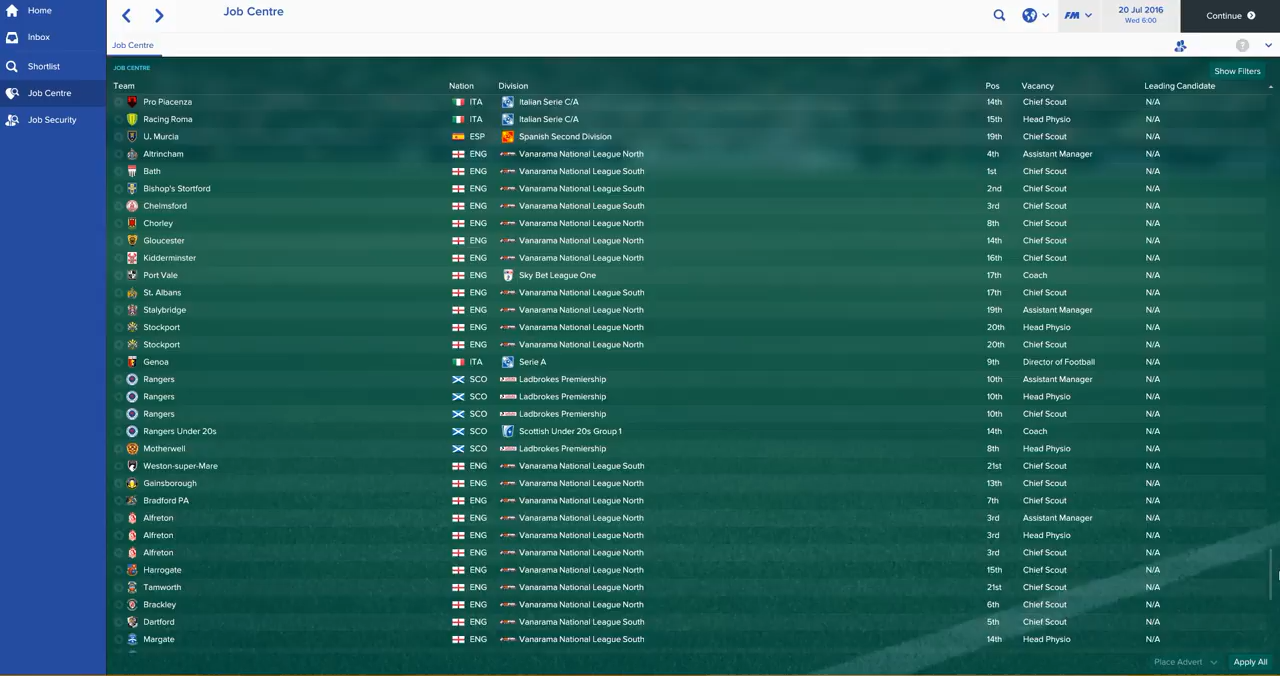 Home
Inbox
Shortlist
Job Centre
Job Security
Job Centre
20 Jul 2016
Wed 6:00
FM
Continue
Job Centre
JOB CENTRE
Show Filters
Team Nation Division Pos Vacancy Leading Candidate
Pro Piacenza ITA Italian Serie C/A 14th Chief Scout N/A
Racing Roma ITA Italian Serie C/A 15th Head Physio N/A
U. Murcia ESP Spanish Second Division 19th Chief Scout N/A
Altrincham ENG Vanarama National League North 4th Assistant Manager N/A
Bath ENG Vanarama National League South 1st Chief Scout N/A
Bishop's Stortford ENG Vanarama National League South 2nd Chief Scout N/A
Chelmsford ENG Vanarama National League South 3rd Chief Scout N/A
Chorley ENG Vanarama National League North 8th Chief Scout N/A
Gloucester ENG Vanarama National League North 14th Chief Scout N/A
Kidderminster ENG Vanarama National League North 16th Chief Scout N/A
Port Vale ENG Sky Bet League One 17th Coach N/A
St. Albans ENG Vanarama National League South 17th Chief Scout N/A
Stalybridge ENG Vanarama National League North 19th Assistant Manager N/A
Stockport ENG Vanarama National League North 20th Head Physio N/A
Stockport ENG Vanarama National League North 20th Chief Scout N/A
Genoa ITA Serie A 9th Director of Football N/A
Rangers SCO Ladbrokes Premiership 10th Assistant Manager N/A
Rangers SCO Ladbrokes Premiership 10th Head Physio N/A
Rangers SCO Ladbrokes Premiership 10th Chief Scout N/A
Rangers Under 20s SCO Scottish Under 20s Group 1 14th Coach N/A
Motherwell SCO Ladbrokes Premiership 8th Head Physio N/A
Weston-super-Mare ENG Vanarama National League South 21st Chief Scout N/A
Gainsborough ENG Vanarama National League North 13th Chief Scout N/A
Bradford PA ENG Vanarama National League North 7th Chief Scout N/A
Alfreton ENG Vanarama National League North 3rd Assistant Manager N/A
Alfreton ENG Vanarama National League North 3rd Head Physio N/A
Alfreton ENG Vanarama National League North 3rd Chief Scout N/A
Harrogate ENG Vanarama National League North 15th Chief Scout N/A
Tamworth ENG Vanarama National League North 21st Chief Scout N/A
Brackley ENG Vanarama National League North 6th Chief Scout N/A
Dartford ENG Vanarama National League South 5th Chief Scout N/A
Margate ENG Vanarama National League South 14th Head Physio N/A
Place Advert Apply All